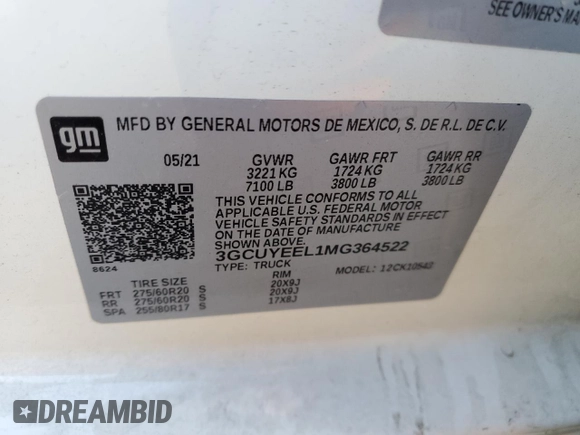 SEE OWNER'S MA
gm
MFD BY GENERAL MOTORS DE MEXICO, S. DE R.L. DE C.V.
05/21 GVWR GAWR FRT GAWR RR
3221 KG 1724 KG 1724 KG
7100 LB 3800 LB 3800 LB
THIS VEHICLE CONFORMS TO ALL
APPLICABLE U.S. FEDERAL MOTOR
VEHICLE SAFETY STANDARDS IN EFFECT
ON THE DATE OF MANUFACTURE
SHOWN ABOVE.
3GCUYEEL1MG364522
8624
TYPE: TRUCK MODEL: 12CK10542
TIRE SIZE RIM
FRT 275/60R20 S 20X9J
RR 275/60R20 S 20X9J
SPA 255/80R17 S 17X8J
DREAMBID